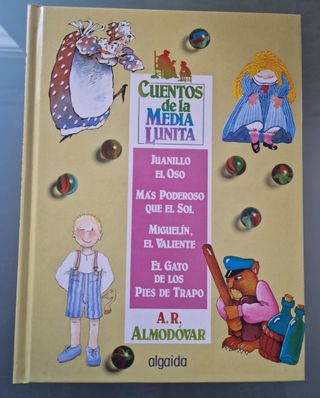 CUENTOS
de la
MEDIA
LUNITA
JUANILLO
EL OSO
MÁS PODEROSO
QUE EL SOL
MIGUELÍN,
EL VALIENTE
EL GATO
DE LOS
PIES DE TRAPO
A.R.
ALMODÓVAR
algaida